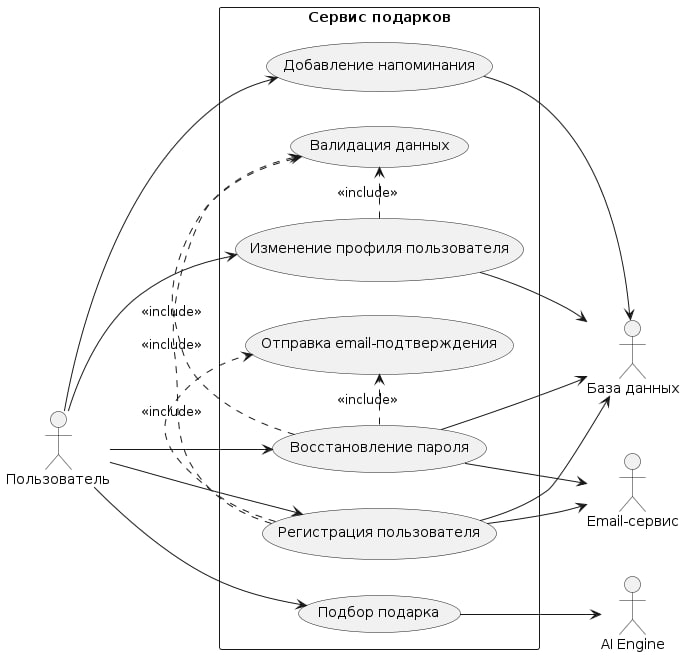 Сервис подарков
Добавление напоминания
Валидация данных
«include»
Изменение профиля пользователя
«include»
«include»
Отправка email-подтверждения
База данных
«include»
«include»
Пользователь
Восстановление пароля
Email-сервис
Регистрация пользователя
Подбор подарка
AI Engine